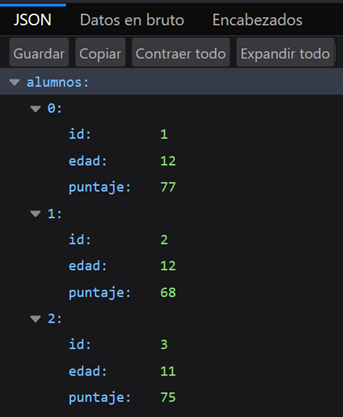 JSON Datos en bruto Encabezados
Guardar Copiar Contraer todo Expandir todo
alumnos:
0:
id: 1
edad: 12
puntaje: 77
1:
id: 2
edad: 12
puntaje: 68
2:
id: 3
edad: 11
puntaje: 75